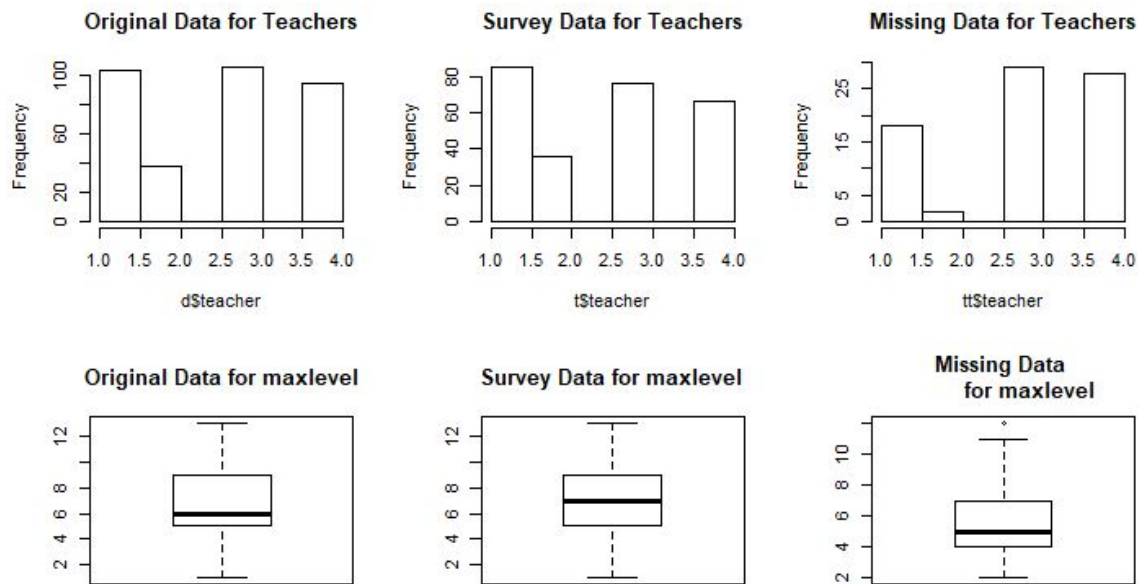 Original Data for Teachers
Frequency
0 20 60 100
1.0 1.5 2.0 2.5 3.0 3.5 4.0
d$teacher
Survey Data for Teachers
Frequency
0 20 40 60 80
1.0 1.5 2.0 2.5 3.0 3.5 4.0
t$teacher
Missing Data for Teachers
Frequency
0 5 15 25
1.0 1.5 2.0 2.5 3.0 3.5 4.0
tt$teacher
Original Data for maxlevel
2 4 6 8 12
Survey Data for maxlevel
2 4 6 8 12
Missing Data
for maxlevel
2 4 6 8 10